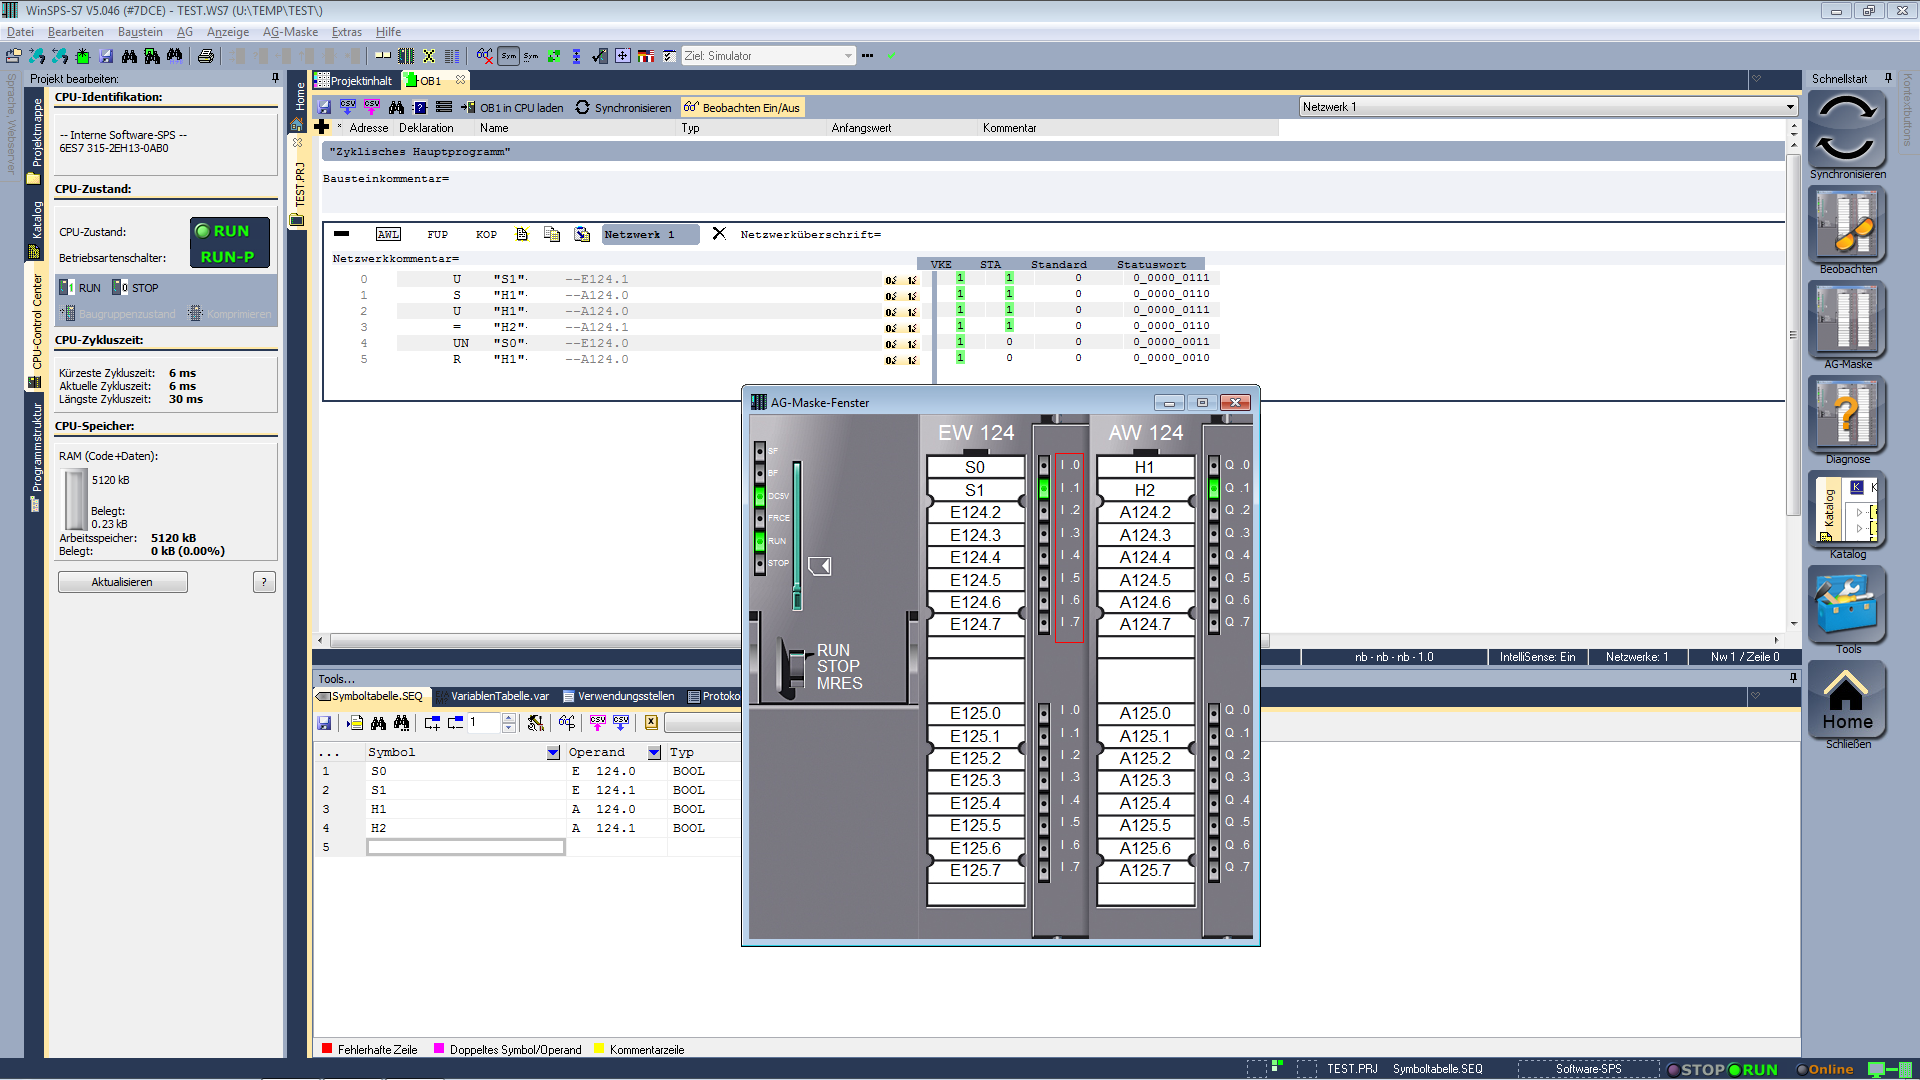 WinSPS-S7 V5.046 (#7DCE) - TEST.WS7 (U:\TEMP\TEST\)
Datei Bearbeiten Baustein AG Anzeige AG-Maske Extras Hilfe
Sym Sym Ziel: Simulator
Sprache, Webserver
Projektmappe
Katalog
CPU-Control Center
Programmstruktur
Projekt bearbeiten:
CPU-Identifikation:
-- Interne Software-SPS --
6ES7 315-2EH13-0AB0
CPU-Zustand:
CPU-Zustand: RUN
Betriebsartenschalter: RUN-P
RUN STOP
Baugruppenzustand Komprimieren
CPU-Zykluszeit:
Kürzeste Zykluszeit: 6 ms
Aktuelle Zykluszeit: 6 ms
Längste Zykluszeit: 30 ms
CPU-Speicher:
RAM (Code+Daten):
5120 kB
Belegt:
0.23 kB
Arbeitsspeicher: 5120 kB
Belegt: 0 kB (0.00%)
Aktualisieren ?
Home
TEST.PRJ
Projektinhalt OB1
CSV CSV OB1 in CPU laden Synchronisieren Beobachten Ein/Aus Netzwerk 1
* Adresse Deklaration Name Typ Anfangswert Kommentar
"Zyklisches Hauptprogramm"
Bausteinkommentar=
AWL FUP KOP Netzwerk 1 Netzwerküberschrift=
Netzwerkkommentar=
VKE STA Standard Statuswort
0 U "S1" --E124.1 1 1 0 0_0000_0111
1 S "H1" --A124.0 1 1 0 0_0000_0110
2 U "H1" --A124.0 1 1 0 0_0000_0111
3 = "H2" --A124.1 1 1 0 0_0000_0110
4 UN "S0" --E124.0 1 0 0 0_0000_0011
5 R "H1" --A124.0 1 0 0 0_0000_0010
nb - nb - nb - 1.0 IntelliSense: Ein Netzwerke: 1 Nw 1 / Zeile 0
AG-Maske-Fenster
EW 124 AW 124
SF
BF
DC5V
FRCE
RUN
STOP
RUN
STOP
MRES
S0 I .0 H1 Q .0
S1 I .1 H2 Q .1
E124.2 I .2 A124.2 Q .2
E124.3 I .3 A124.3 Q .3
E124.4 I .4 A124.4 Q .4
E124.5 I .5 A124.5 Q .5
E124.6 I .6 A124.6 Q .6
E124.7 I .7 A124.7 Q .7
E125.0 I .0 A125.0 Q .0
E125.1 I .1 A125.1 Q .1
E125.2 I .2 A125.2 Q .2
E125.3 I .3 A125.3 Q .3
E125.4 I .4 A125.4 Q .4
E125.5 I .5 A125.5 Q .5
E125.6 I .6 A125.6 Q .6
E125.7 I .7 A125.7 Q .7
Tools...
Symboltabelle.SEQ VariablenTabelle.var Verwendungsstellen Protoko
1 CSV CSV
... Symbol Operand Typ
1 S0 E 124.0 BOOL
2 S1 E 124.1 BOOL
3 H1 A 124.0 BOOL
4 H2 A 124.1 BOOL
5
Fehlerhafte Zeile Doppeltes Symbol/Operand Kommentarzeile
Schnellstart
Kontextbuttons
Synchronisieren
Beobachten
AG-Maske
Diagnose
Katalog
Katalog
Tools
Home
Schließen
TEST.PRJ Symboltabelle.SEQ Software-SPS STOP RUN Online